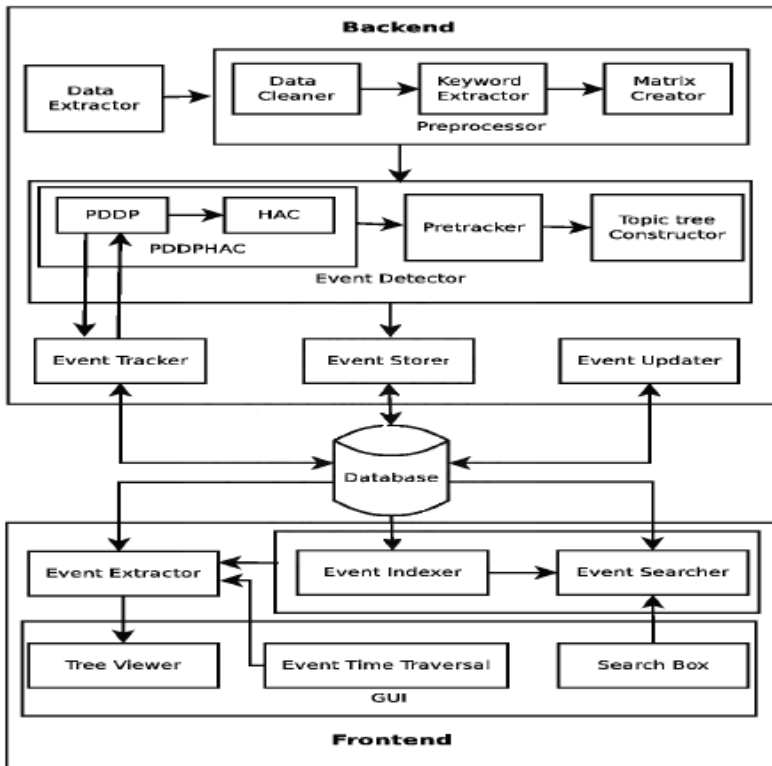 Backend
Data
Extractor
Data
Cleaner
Keyword
Extractor
Matrix
Creator
Preprocessor
PDDP
HAC
PDDPHAC
Pretracker
Topic tree
Constructor
Event Detector
Event Tracker
Event Storer
Event Updater
Database
Event Extractor
Event Indexer
Event Searcher
Tree Viewer
Event Time Traversal
Search Box
GUI
Frontend